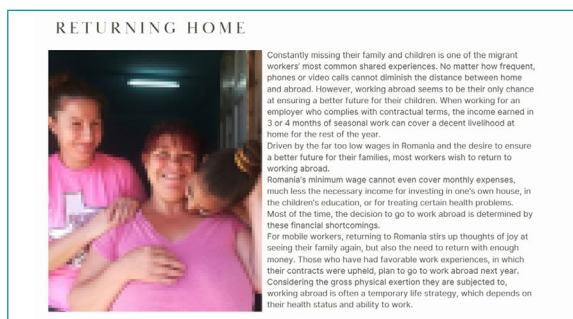 RETURNING HOME
Constantly missing their family and children is one of the migrant
workers' most common shared experiences. No matter how frequent,
phones or video calls cannot diminish the distance between home
and abroad. However, working abroad seems to be their only chance
at ensuring a better future for their children. When working for an
employer who complies with contractual terms, the income earned in
3 or 4 months of seasonal work can cover a decent livelihood at
home for the rest of the year.
Driven by the far too low wages in Romania and the desire to ensure
a better future for their families, most workers wish to return to
working abroad.
Romania's minimum wage cannot even cover monthly expenses,
much less the necessary income for investing in one's own house, in
the children's education, or for treating certain health problems.
Most of the time, the decision to go to work abroad is determined by
these financial shortcomings.
For mobile workers, returning to Romania stirs up thoughts of joy at
seeing their family again, but also the need to return with enough
money. Those who have had favorable work experiences, in which
their contracts were upheld, plan to go to work abroad next year.
Considering the gross physical exertion they are subjected to,
working abroad is often a temporary life strategy, which depends on
their health status and ability to work.